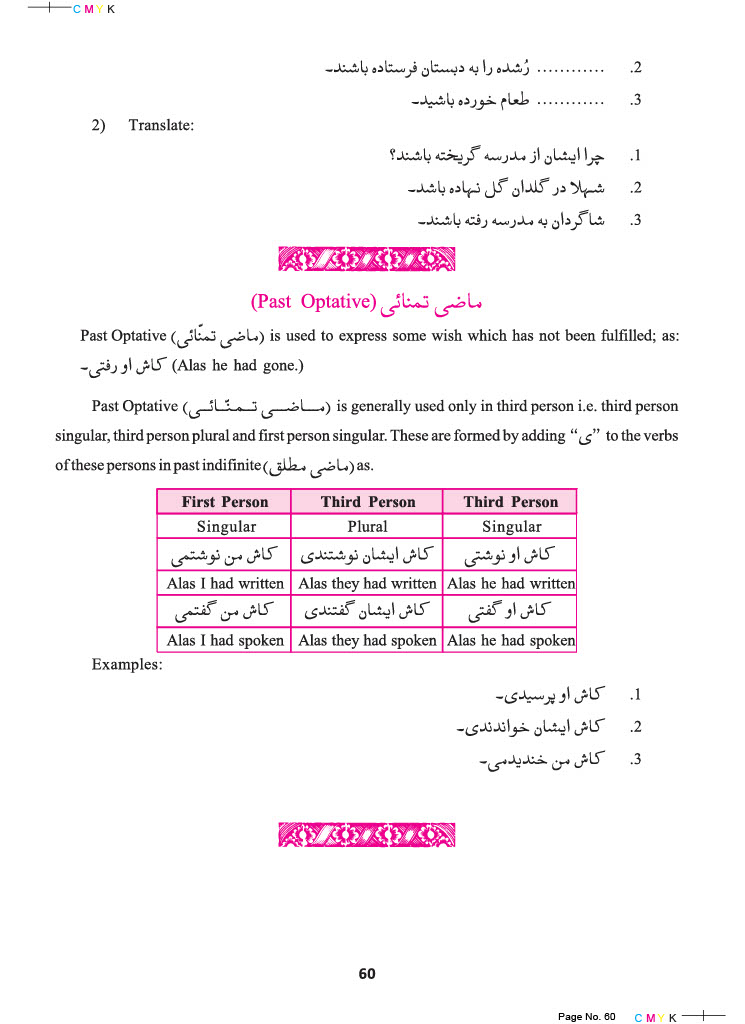 C M Y K
2. ............ رُشده را به دبستان فرستاده باشند۔
3. ............ طعام خورده باشید۔
2) Translate:
1. چرا ایشان از مدرسه گریخته باشند؟
2. شہلا در گلدان گل نہاده باشد۔
3. شاگردان به مدرسه رفته باشند۔
ماضی تمنائی (Past Optative)
Past Optative (ماضی تمنّائی) is used to express some wish which has not been fulfilled; as:
کاش او رفتی۔ (Alas he had gone.)
Past Optative (مــاضــی تــمـنّــائــی) is generally used only in third person i.e. third person
singular, third person plural and first person singular. These are formed by adding “ی” to the verbs
of these persons in past indifinite (ماضی مطلق) as.
First Person Third Person Third Person
Singular Plural Singular
کاش من نوشتمی کاش ایشان نوشتندی کاش او نوشتی
Alas I had written Alas they had written Alas he had written
کاش من گفتمی کاش ایشان گفتندی کاش او گفتی
Alas I had spoken Alas they had spoken Alas he had spoken
Examples:
1. کاش او پرسیدی۔
2. کاش ایشان خواندندی۔
3. کاش من خندیدمی۔
60
Page No. 60 C M Y K